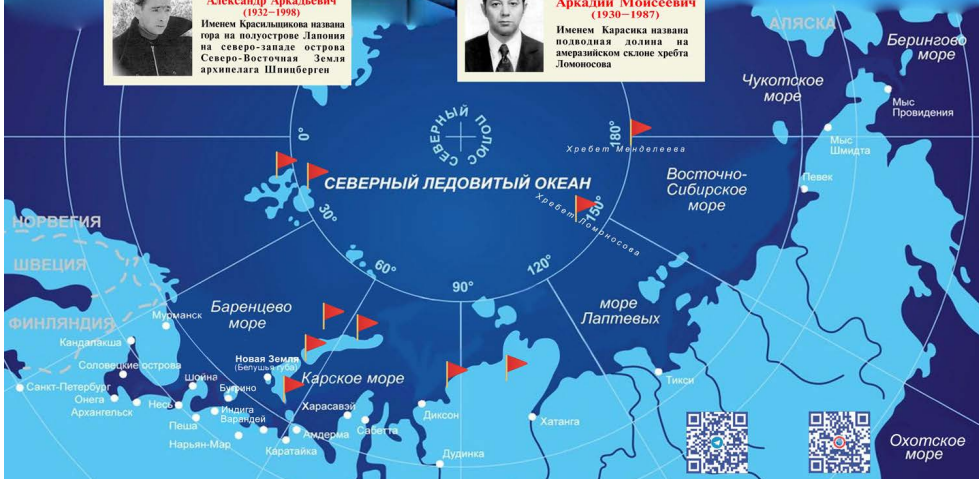 Александр Аркадьевич
(1932–1998)
Именем Красильщикова названа
гора на полуострове Лапония
на северо-западе острова
Северо-Восточная Земля
архипелага Шпицберген
Аркадий Моисеевич
(1930–1987)
Именем Карасика названа
подводная долина на
амеразийском склоне хребта
Ломоносова
АЛЯСКА
Берингово
море
Чукотское
море
Мыс
Провидения
СЕВЕРНЫЙ ПОЛЮС
0°
180°
Хребет Менделеева
Мыс
Шмидта
Певек
Восточно-
Сибирское
море
СЕВЕРНЫЙ ЛЕДОВИТЫЙ ОКЕАН
Хребет Ломоносова
30°
150°
60°
120°
90°
НОРВЕГИЯ
ШВЕЦИЯ
ФИНЛЯНДИЯ
Баренцево
море
море
Лаптевых
Мурманск
Кандалакша
Соловецкие острова
Санкт-Петербург
Онега
Архангельск
Несь
Шойна
Пеша
Бугрино
Индига
Варандей
Нарьян-Мар
Новая Земля
(Белушья губа)
Карское море
Харасавэй
Амдерма
Каратайка
Сабетта
Диксон
Дудинка
Хатанга
Тикси
Охотское
море